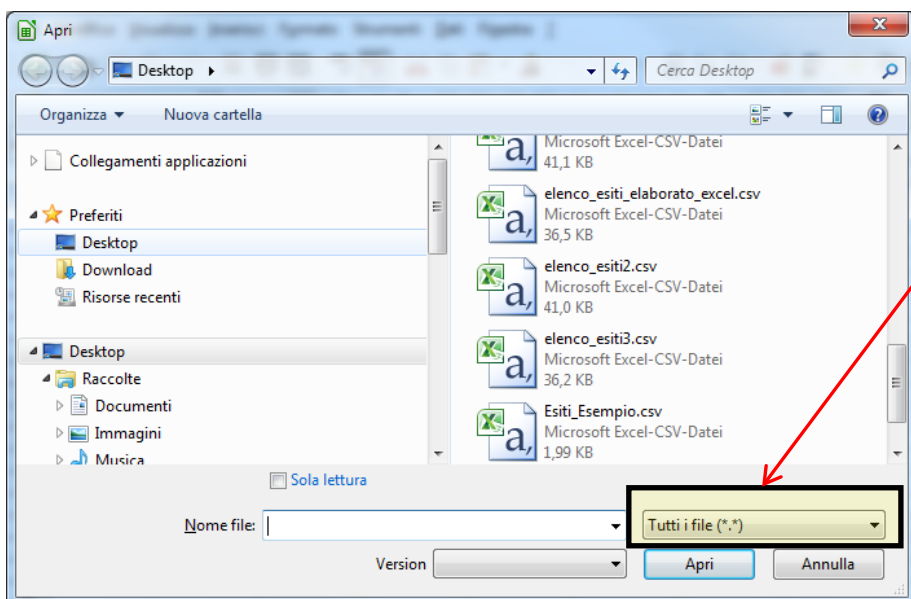 Apri
Desktop
Cerca Desktop
Organizza
Nuova cartella
Collegamenti applicazioni
Preferiti
Desktop
Download
Risorse recenti
Desktop
Raccolte
Documenti
Immagini
Musica
Microsoft Excel-CSV-Datei
41,1 KB
elenco_esiti_elaborato_excel.csv
Microsoft Excel-CSV-Datei
36,5 KB
elenco_esiti2.csv
Microsoft Excel-CSV-Datei
41,0 KB
elenco_esiti3.csv
Microsoft Excel-CSV-Datei
36,2 KB
Esiti_Esempio.csv
Microsoft Excel-CSV-Datei
1,99 KB
Sola lettura
Nome file:
Tutti i file (*.*)
Version
Apri
Annulla